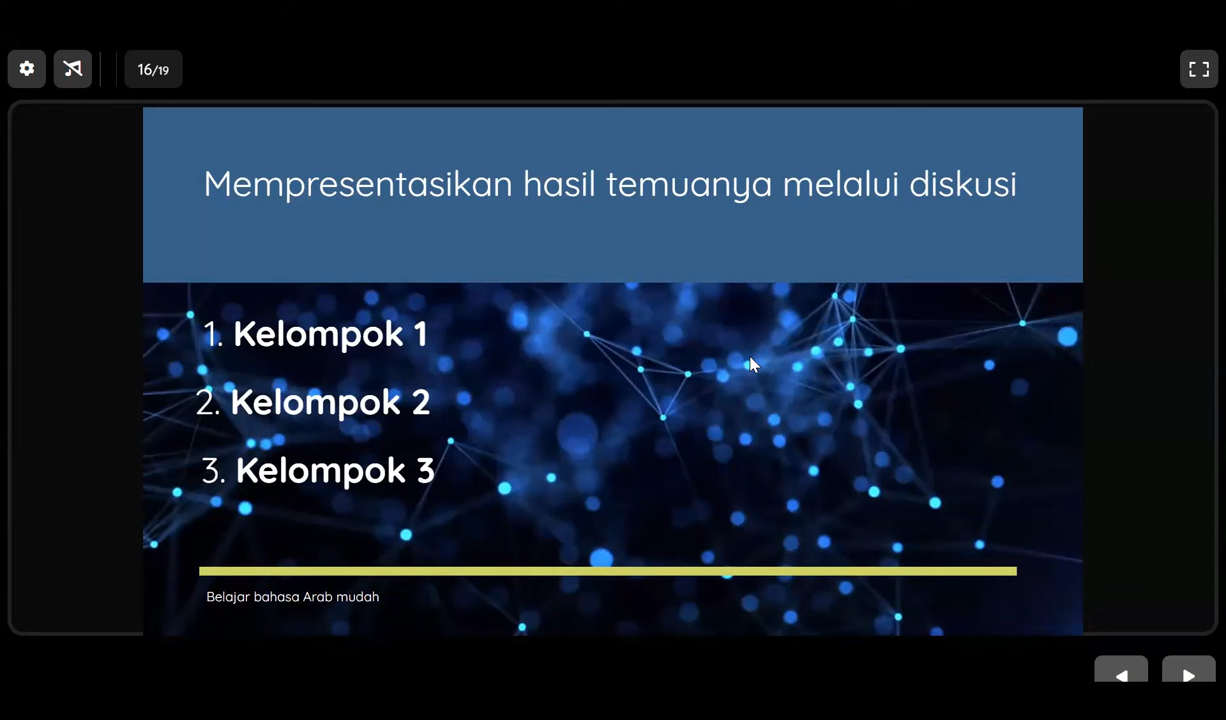 16/19
Mempresentasikan hasil temuanya melalui diskusi
1. Kelompok 1
2. Kelompok 2
3. Kelompok 3
Belajar bahasa Arab mudah